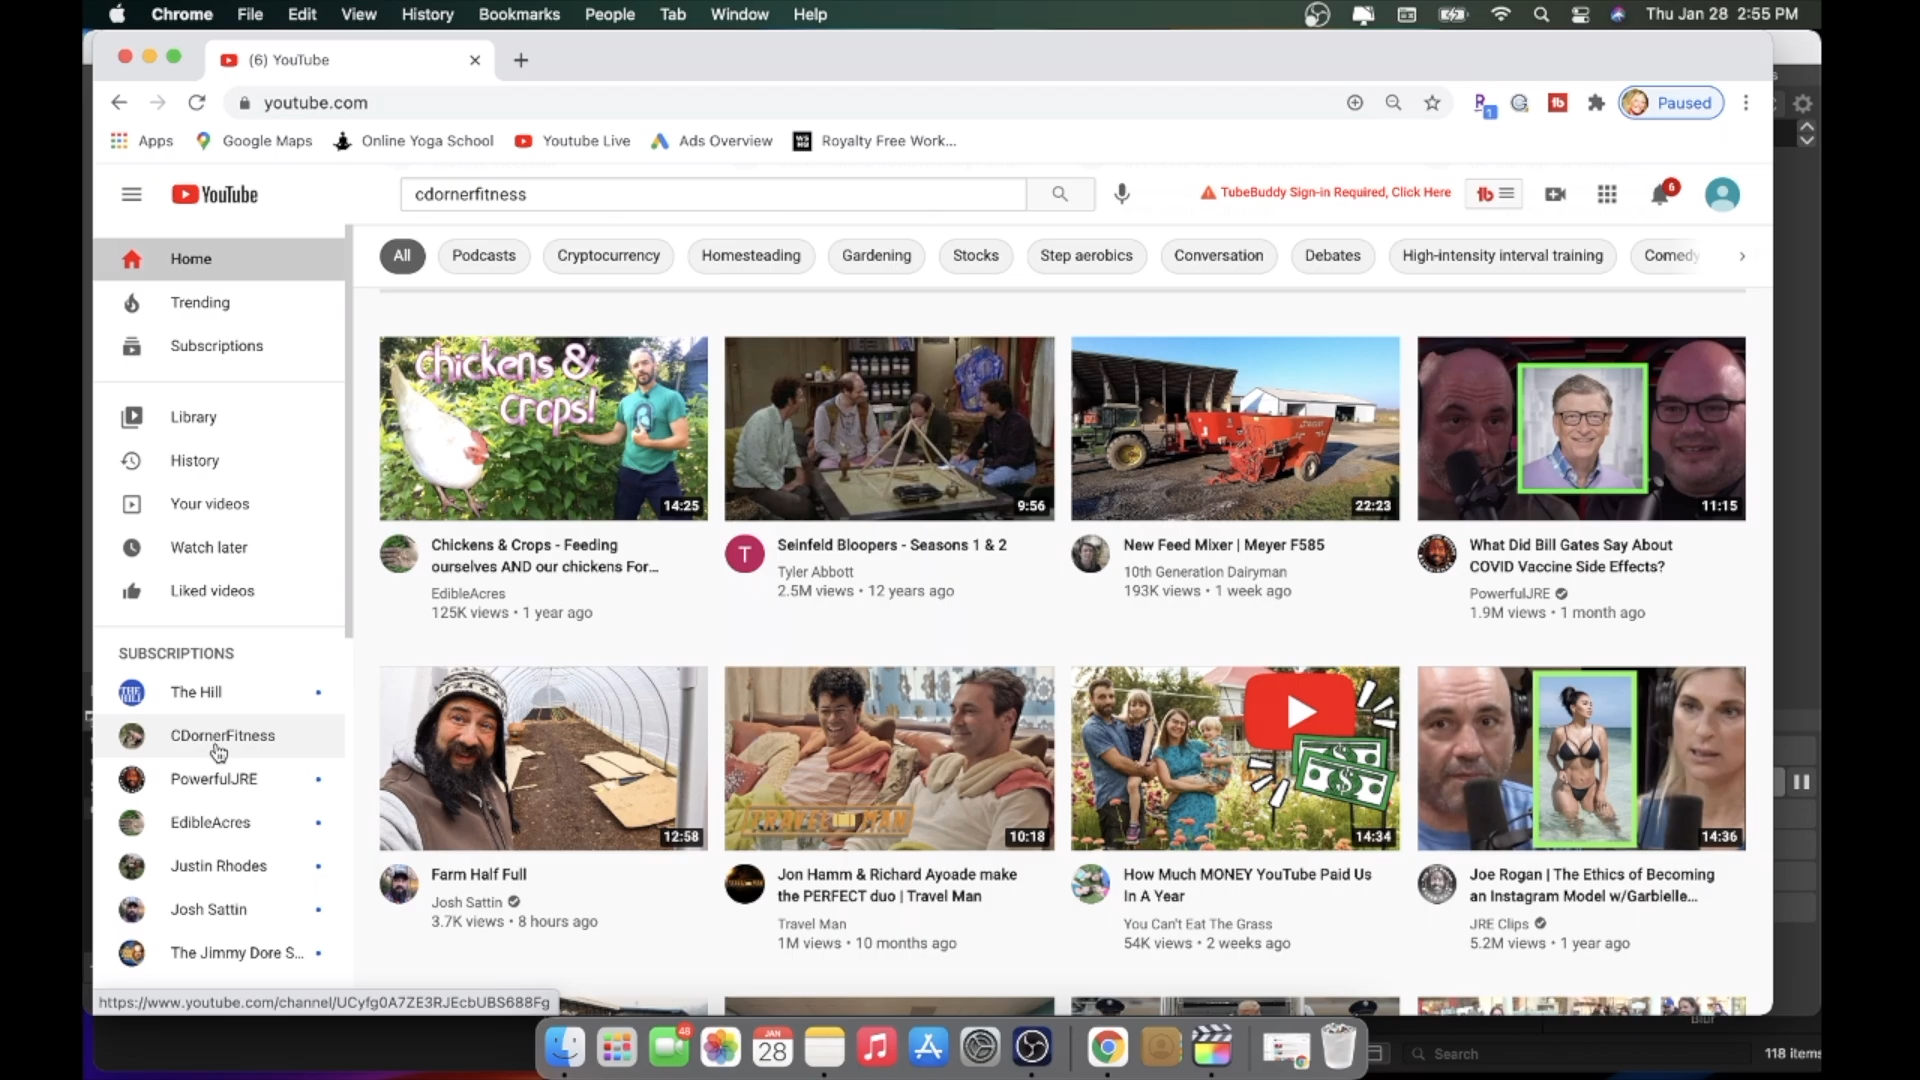 Chrome File Edit View History Bookmarks People Tab Window Help Thu Jan 28 2:55 PM
(6) YouTube
youtube.com
Paused
Apps Google Maps Online Yoga School Youtube Live Ads Overview Royalty Free Work...
YouTube
cdornerfitness
TubeBuddy Sign-in Required, Click Here
6
Home
Trending
Subscriptions
Library
History
Your videos
Watch later
Liked videos
SUBSCRIPTIONS
The Hill
CDornerFitness
PowerfulJRE
EdibleAcres
Justin Rhodes
Josh Sattin
The Jimmy Dore S...
https://www.youtube.com/channel/UCyfg0A7ZE3RJEcbUBS688Fg
All Podcasts Cryptocurrency Homesteading Gardening Stocks Step aerobics Conversation Debates High-intensity interval training Comedy
chickens &
crops!
14:25
Chickens & Crops - Feeding
ourselves AND our chickens For...
EdibleAcres
125K views • 1 year ago
9:56
T
Seinfeld Bloopers - Seasons 1 & 2
Tyler Abbott
2.5M views • 12 years ago
22:23
New Feed Mixer | Meyer F585
10th Generation Dairyman
193K views • 1 week ago
11:15
What Did Bill Gates Say About
COVID Vaccine Side Effects?
PowerfulJRE
1.9M views • 1 month ago
12:58
Farm Half Full
Josh Sattin
3.7K views • 8 hours ago
TRAVEL MAN
10:18
Jon Hamm & Richard Ayoade make
the PERFECT duo | Travel Man
Travel Man
1M views • 10 months ago
14:34
How Much MONEY YouTube Paid Us
In A Year
You Can't Eat The Grass
54K views • 2 weeks ago
14:36
Joe Rogan | The Ethics of Becoming
an Instagram Model w/Garbielle...
JRE Clips
5.2M views • 1 year ago
48
JAN
28
Search
118 items